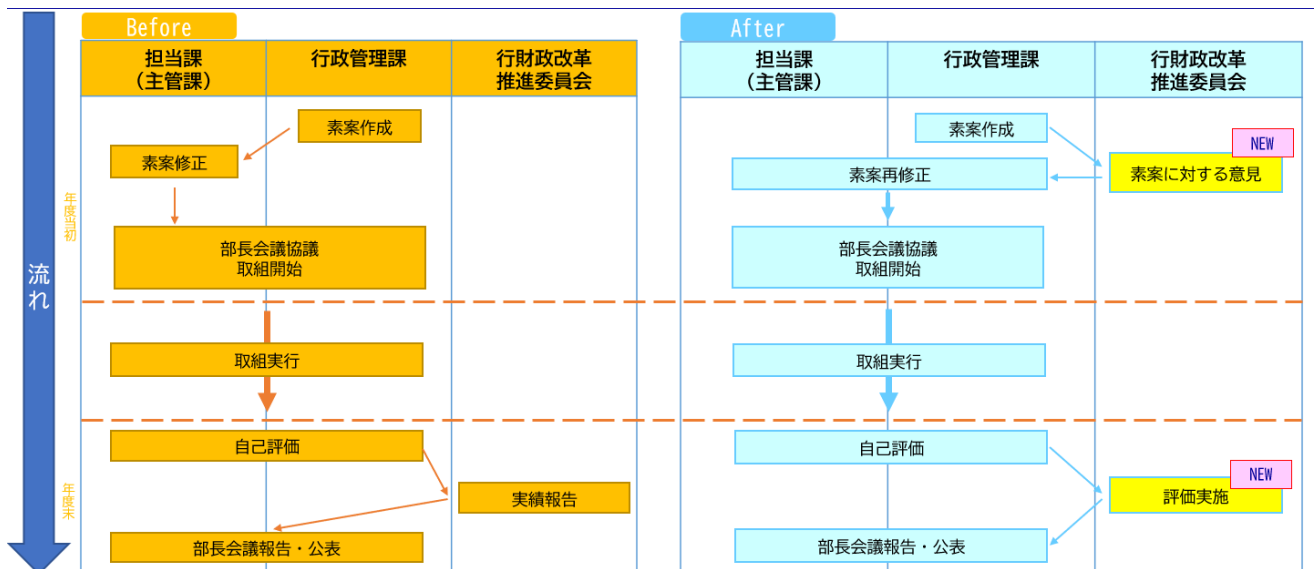 Before
担当課
（主管課）
行政管理課
行財政改革
推進委員会
素案作成
素案修正
部長会議協議
取組開始
取組実行
自己評価
実績報告
部長会議報告・公表
After
担当課
（主管課）
行政管理課
行財政改革
推進委員会
素案作成
NEW
素案に対する意見
素案再修正
部長会議協議
取組開始
取組実行
自己評価
NEW
評価実施
部長会議報告・公表
流れ
年度当初
年度末